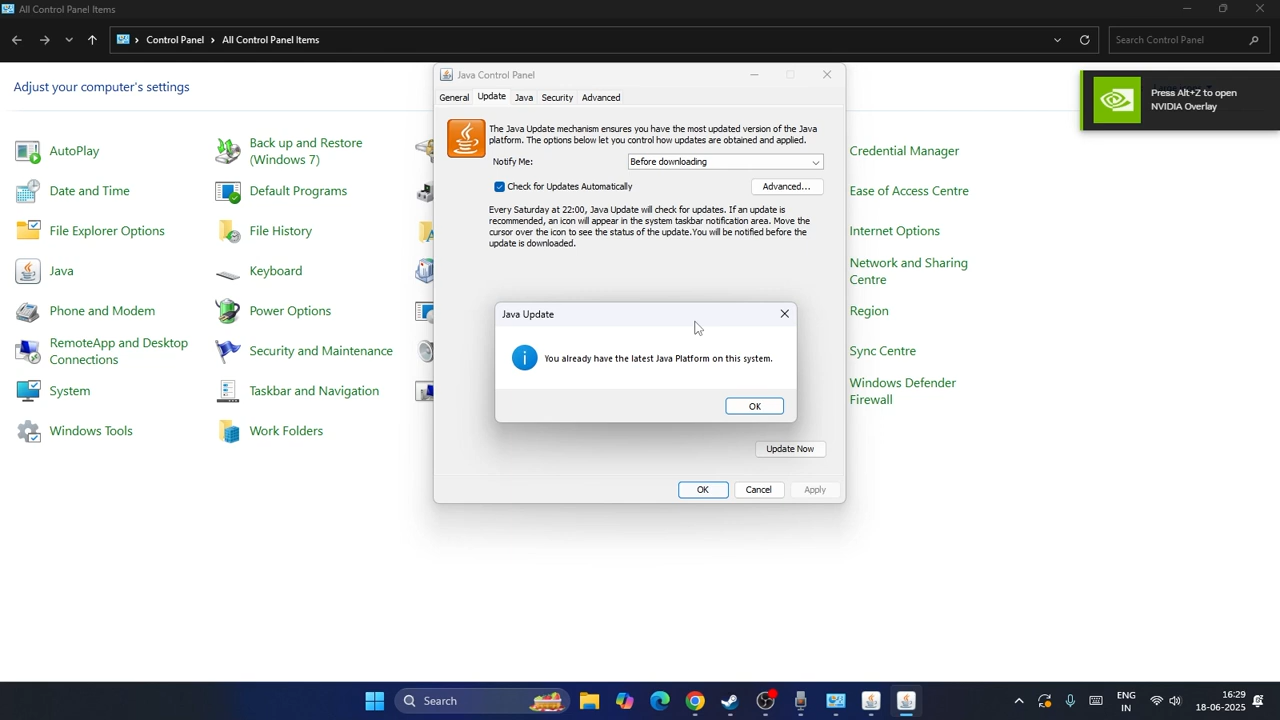 All Control Panel Items
Control Panel > All Control Panel Items
Search Control Panel
Adjust your computer's settings
AutoPlay
Date and Time
File Explorer Options
Java
Phone and Modem
RemoteApp and Desktop
Connections
System
Windows Tools
Back up and Restore
(Windows 7)
Default Programs
File History
Keyboard
Power Options
Security and Maintenance
Taskbar and Navigation
Work Folders
Java Control Panel
General
Update
Java
Security
Advanced
The Java Update mechanism ensures you have the most updated version of the Java
platform. The options below let you control how updates are obtained and applied.
Notify Me:
Before downloading
Check for Updates Automatically
Advanced...
Every Saturday at 22:00, Java Update will check for updates. If an update is
recommended, an icon will appear in the system taskbar notification area. Move the
cursor over the icon to see the status of the update.You will be notified before the
update is downloaded.
Java Update
You already have the latest Java Platform on this system.
OK
Update Now
OK
Cancel
Apply
Credential Manager
Ease of Access Centre
Internet Options
Network and Sharing
Centre
Region
Sync Centre
Windows Defender
Firewall
Press Alt+Z to open
NVIDIA Overlay
Search
ENG
IN
16:29
18-06-2025